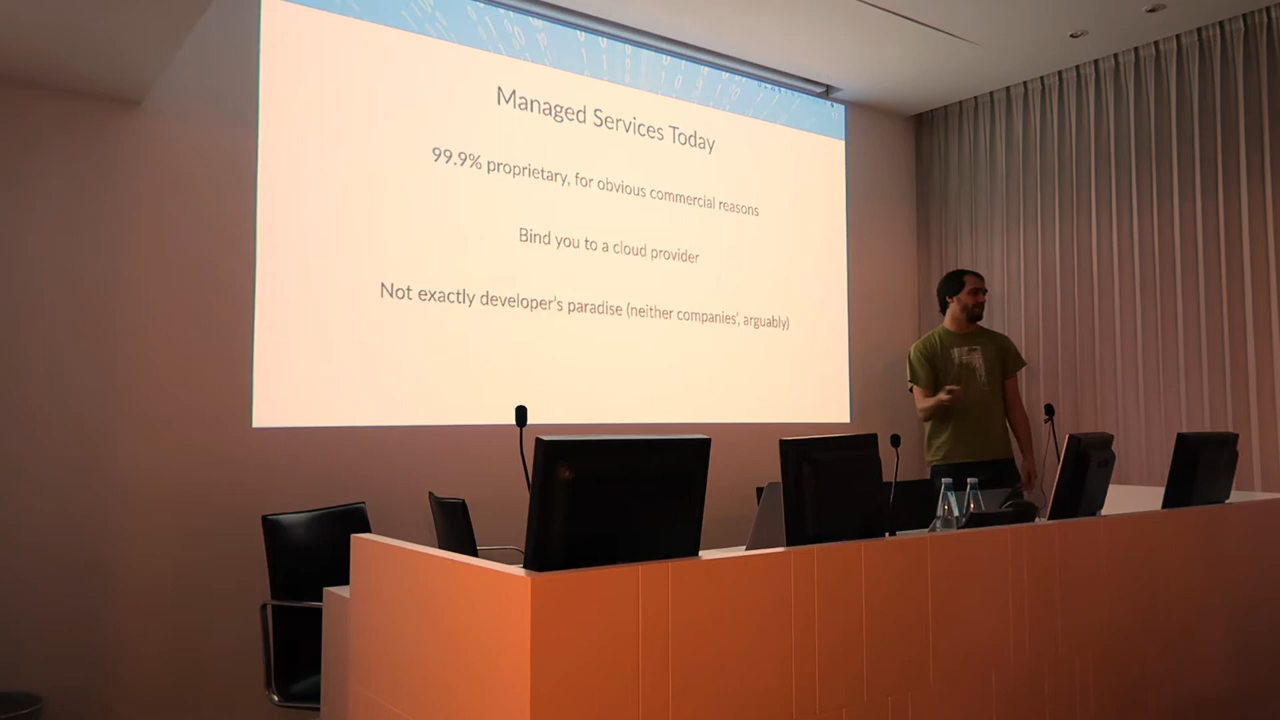 Managed Services Today
99.9% proprietary, for obvious commercial reasons
Bind you to a cloud provider
Not exactly developer's paradise (neither companies', arguably)